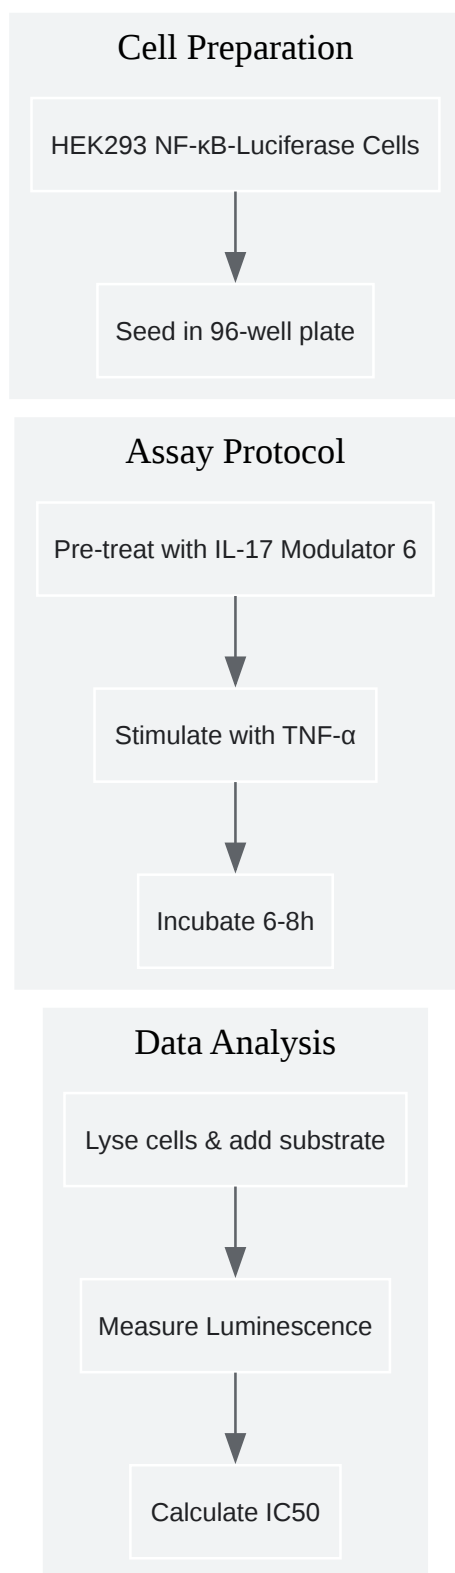 Cell Preparation
HEK293 NF-κB-Luciferase Cells
Seed in 96-well plate
Assay Protocol
Pre-treat with IL-17 Modulator 6
Stimulate with TNF-α
Incubate 6-8h
Data Analysis
Lyse cells & add substrate
Measure Luminescence
Calculate IC50